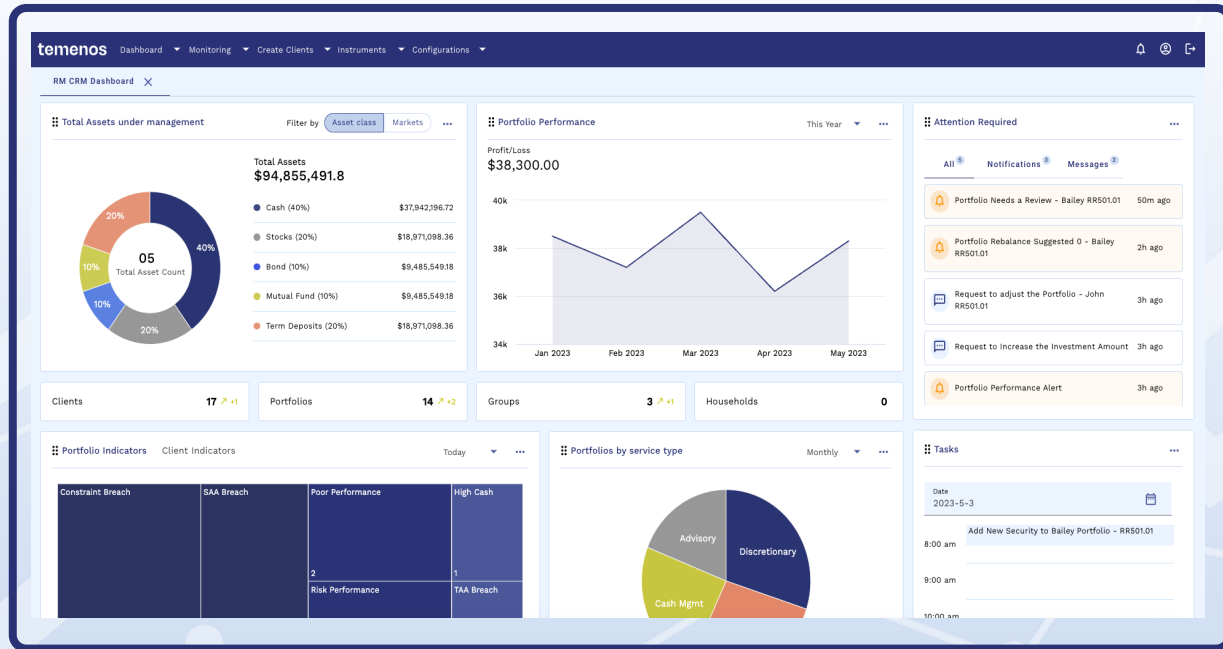 temenos Dashboard Monitoring Create Clients Instruments Configurations
RM CRM Dashboard
Total Assets under management
Filter by Asset class Markets
Total Assets
$94,855,491.8
Cash (40%) $37,942,196.72
Stocks (20%) $18,971,098.36
Bond (10%) $9,485,549.18
Mutual Fund (10%) $9,485,549.18
Term Deposits (20%) $18,971,098.36
20%
40%
10%
10%
20%
05
Total Asset Count
Portfolio Performance
This Year
Profit/Loss
$38,300.00
40k
38k
36k
34k
Jan 2023 Feb 2023 Mar 2023 Apr 2023 May 2023
Attention Required
All 5 Notifications 3 Messages 2
Portfolio Needs a Review - Bailey RR501.01 50m ago
Portfolio Rebalance Suggested 0 - Bailey
RR501.01
2h ago
Request to adjust the Portfolio - John
RR501.01
3h ago
Request to Increase the Investment Amount 3h ago
Portfolio Performance Alert 3h ago
Clients 17 +1
Portfolios 14 +2
Groups 3 +1
Households 0
Portfolio Indicators Client Indicators
Today
Constraint Breach
SAA Breach
Poor Performance
2
High Cash
1
Risk Performance
TAA Breach
Portfolios by service type
Monthly
Advisory
Discretionary
Cash Mgmt
Tasks
Date
2023-5-3
Add New Security to Bailey Portfolio - RR501.01
8:00 am
9:00 am
10:00 am